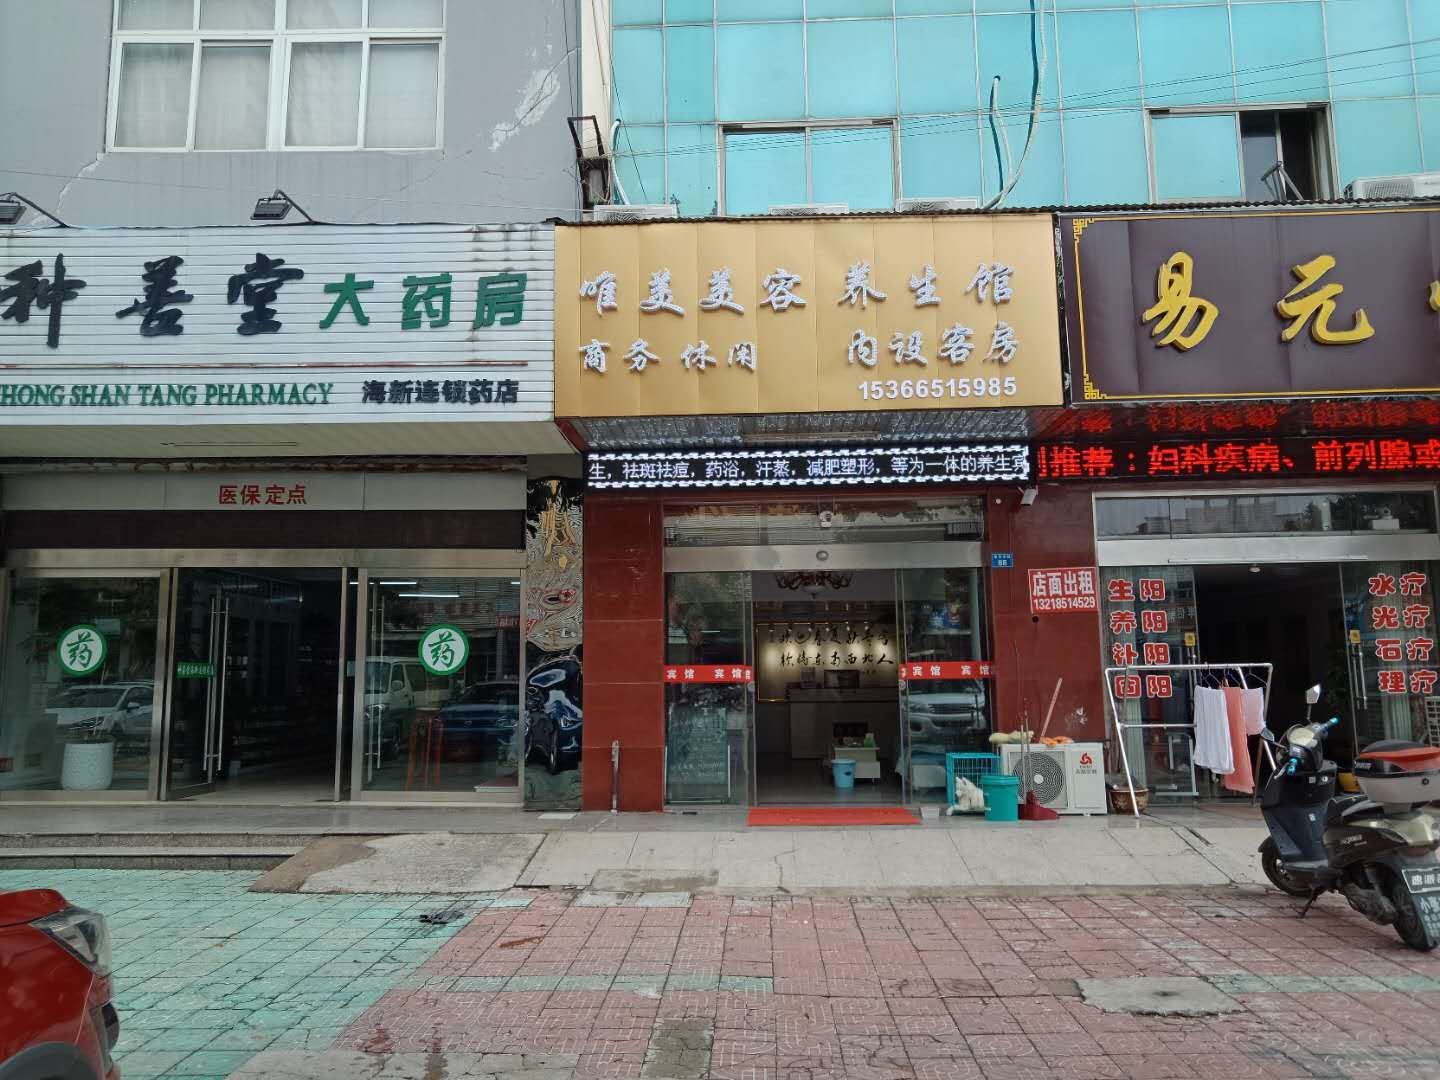 种善堂大药房
HONG SHAN TANG PHARMACY 海新连锁药店
医保定点
药
药
唯美美容 养生馆
商务 休闲 内设客房
15366515985
生，祛斑祛痘，药浴，汗蒸，减肥塑形，等为一体的养生宾
宾馆 宾馆
宾馆 宾馆
易元
推荐：妇科疾病、前列腺或
店面出租
13218514529
生阳
养阳
补阳
固阳
水疗
光疗
石疗
理疗